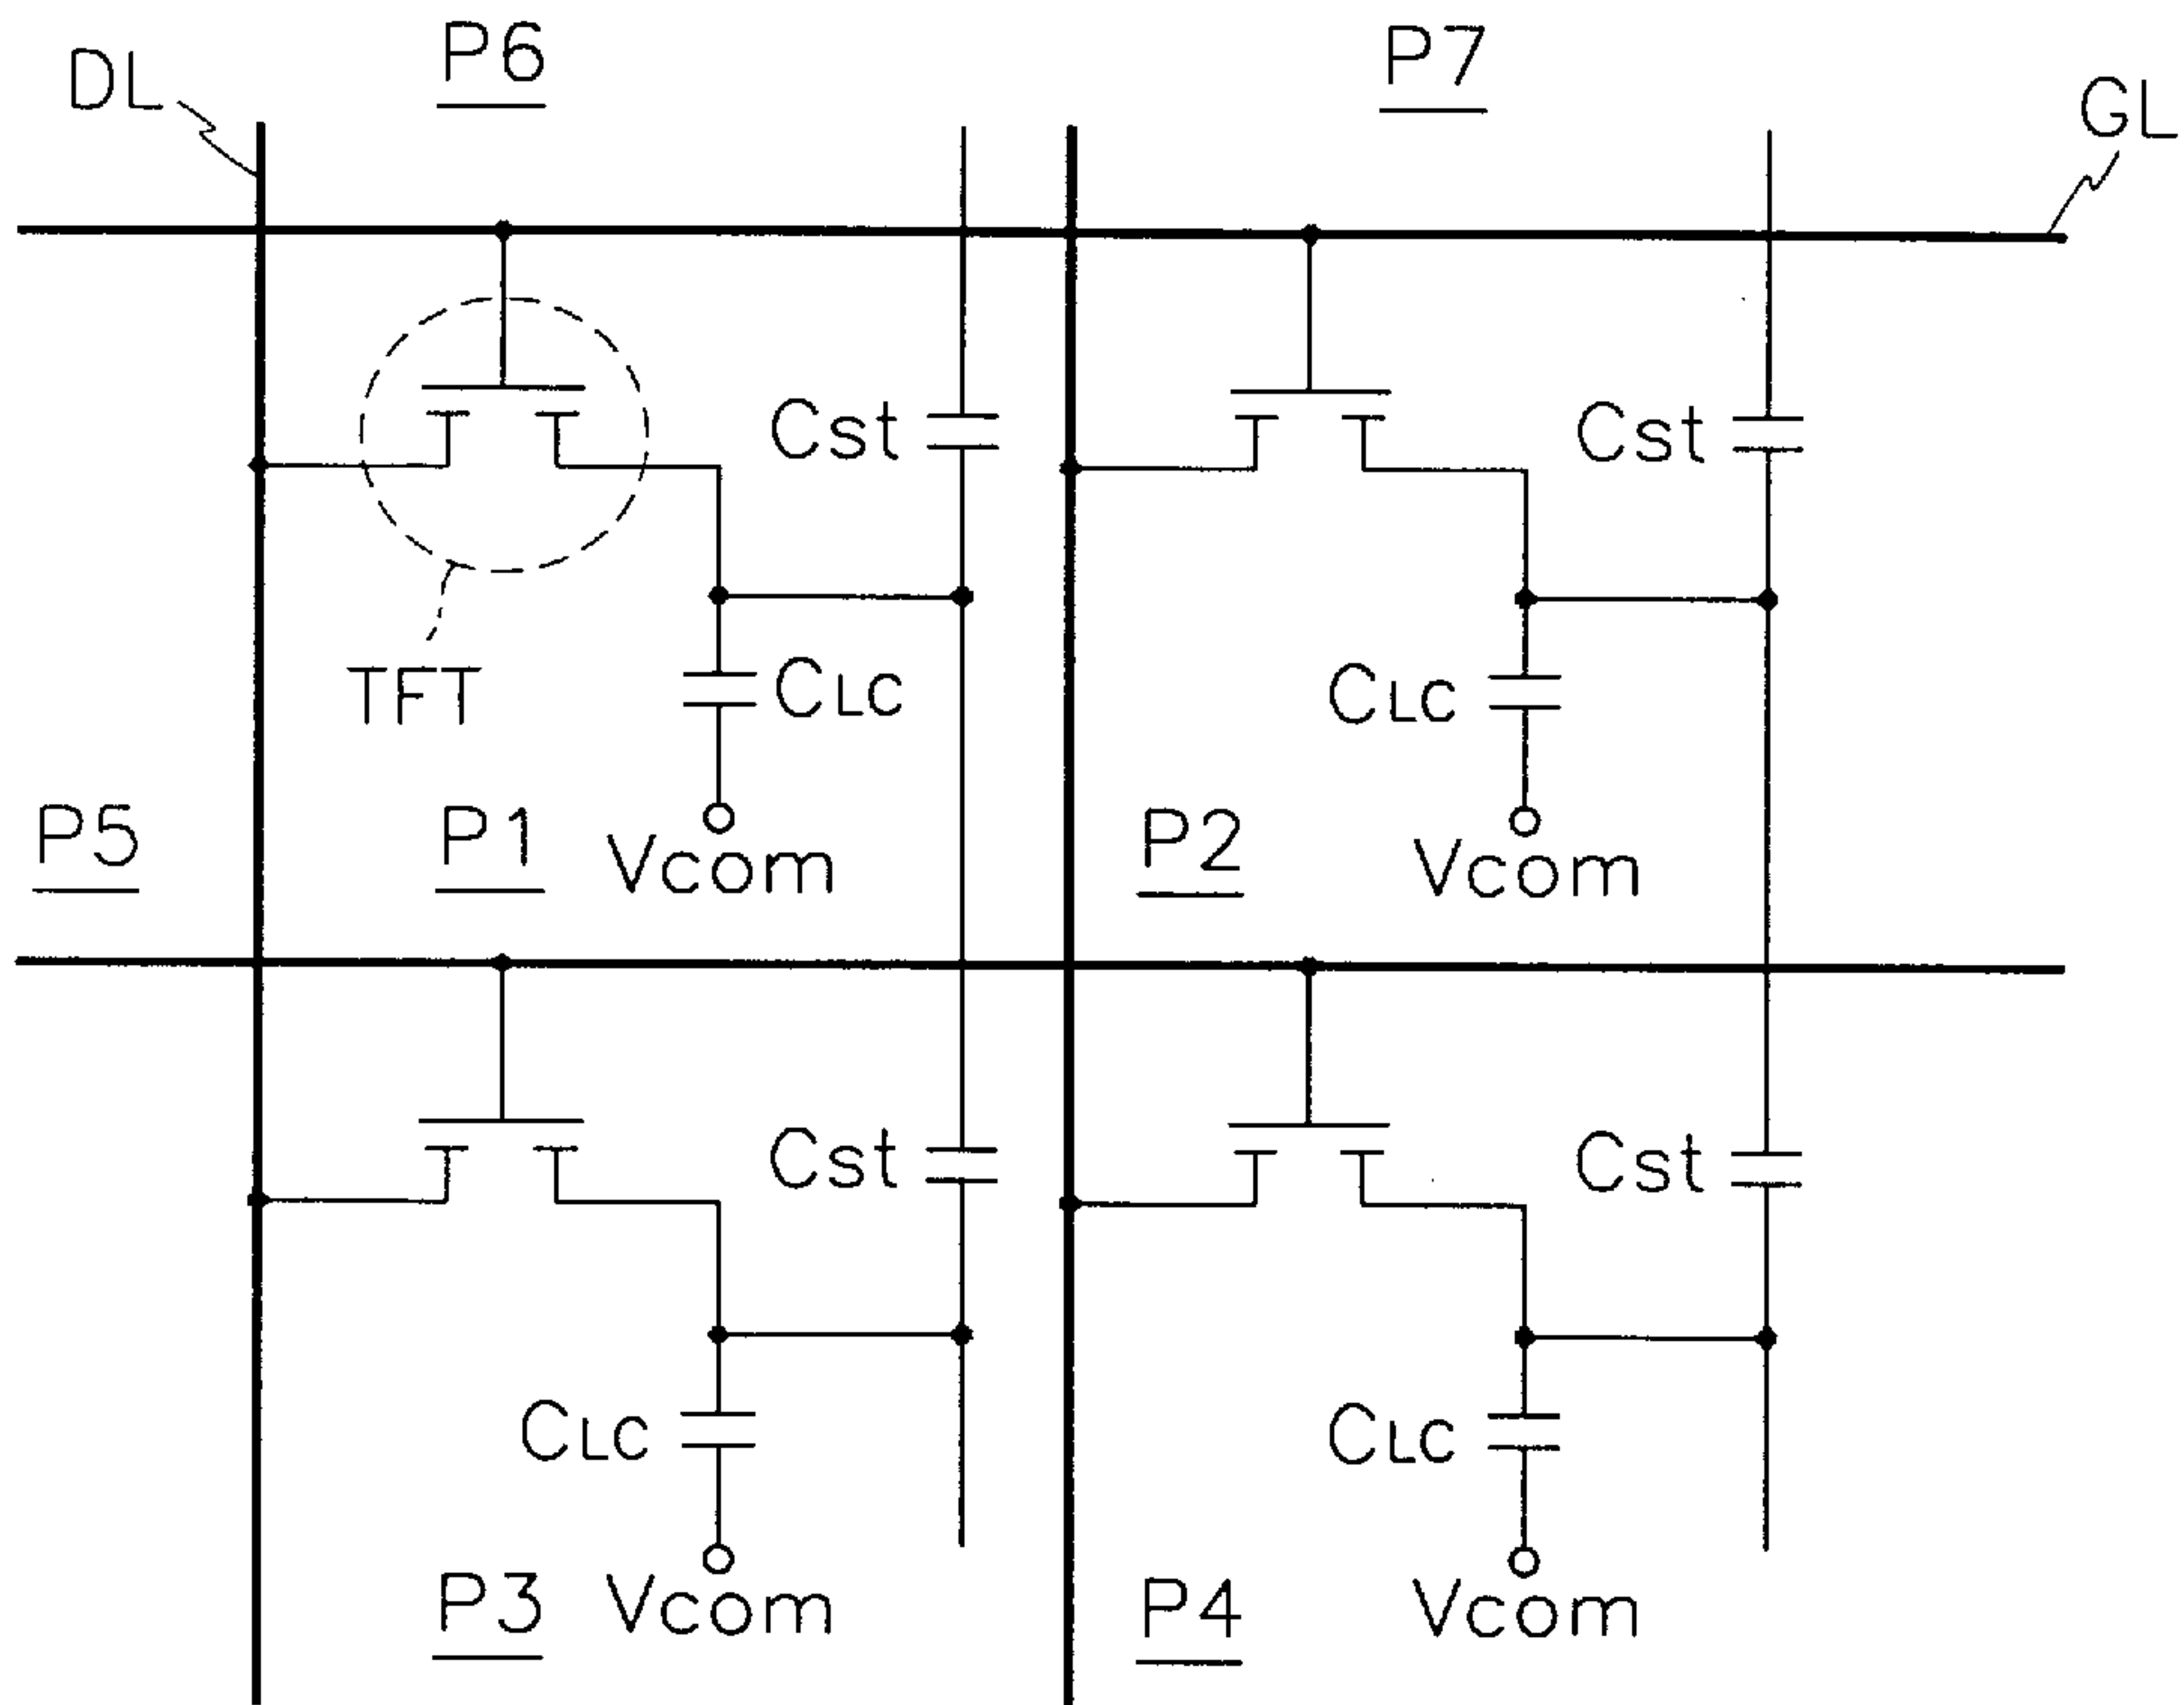 P6
P7
DL
GL
Cst
Cst
TFT
CLC
CLC
P5
P1
Vcom
P2
Vcom
Cst
Cst
CLC
CLC
P3
Vcom
P4
Vcom